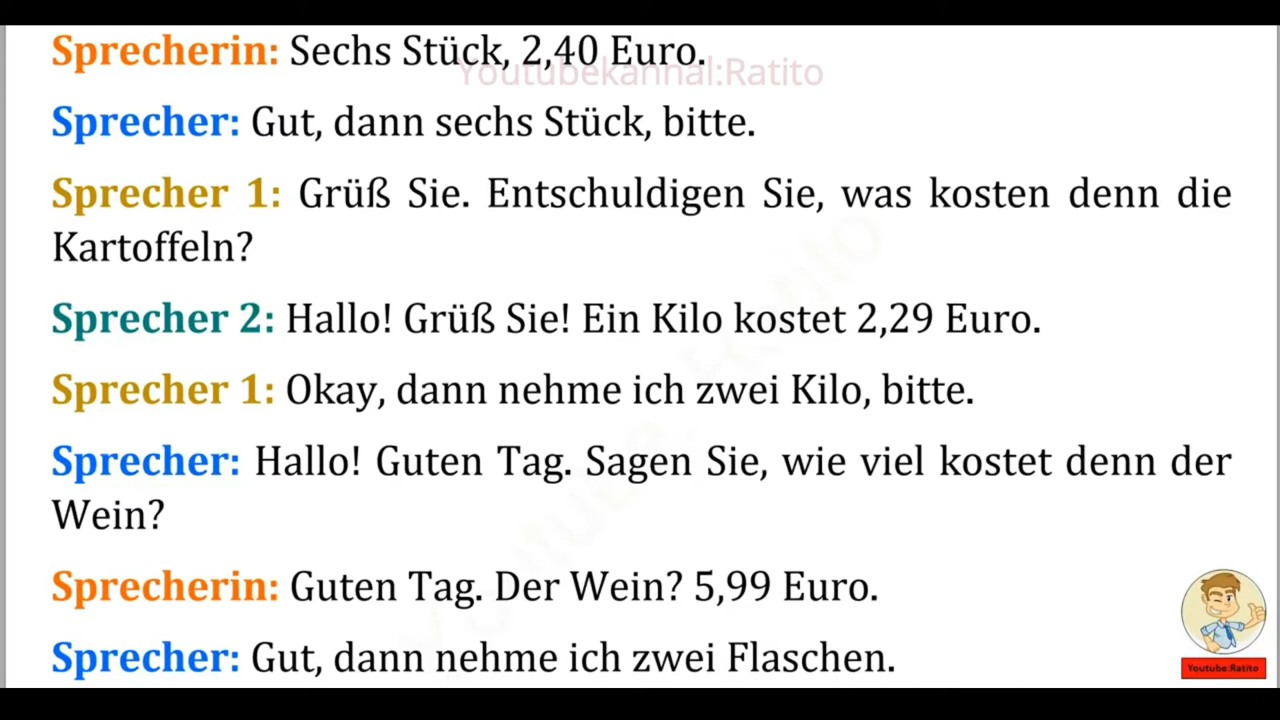 Sprecherin: Sechs Stück, 2,40 Euro.
Youtubekannal:Ratito
Sprecher: Gut, dann sechs Stück, bitte.
Sprecher 1: Grüß Sie. Entschuldigen Sie, was kosten denn die
Kartoffeln?
Sprecher 2: Hallo! Grüß Sie! Ein Kilo kostet 2,29 Euro.
Sprecher 1: Okay, dann nehme ich zwei Kilo, bitte.
Sprecher: Hallo! Guten Tag. Sagen Sie, wie viel kostet denn der
Wein?
Sprecherin: Guten Tag. Der Wein? 5,99 Euro.
Sprecher: Gut, dann nehme ich zwei Flaschen.
Youtube:Ratito